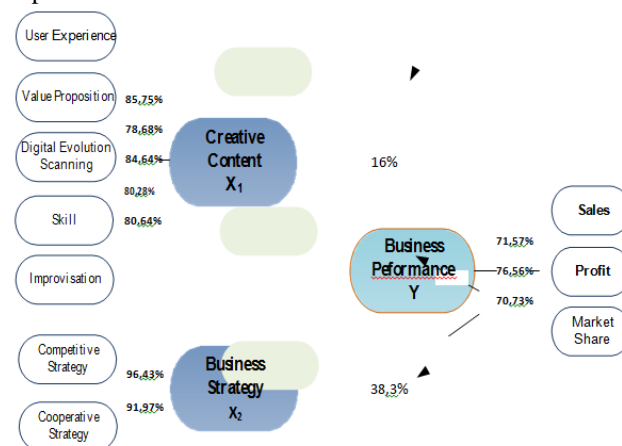 User Experience
Value Proposition
Digital Evolution
Scanning
Skill
Improvisation
85,75%
78,68%
84,64%
80,28%
80,64%
Creative
Content
X1
16%
Business
Peformance
Y
71,57%
76,56%
70,73%
Sales
Profit
Market
Share
Competitive
Strategy
Cooperative
Strategy
96,43%
91,97%
Business
Strategy
X2
38,3%